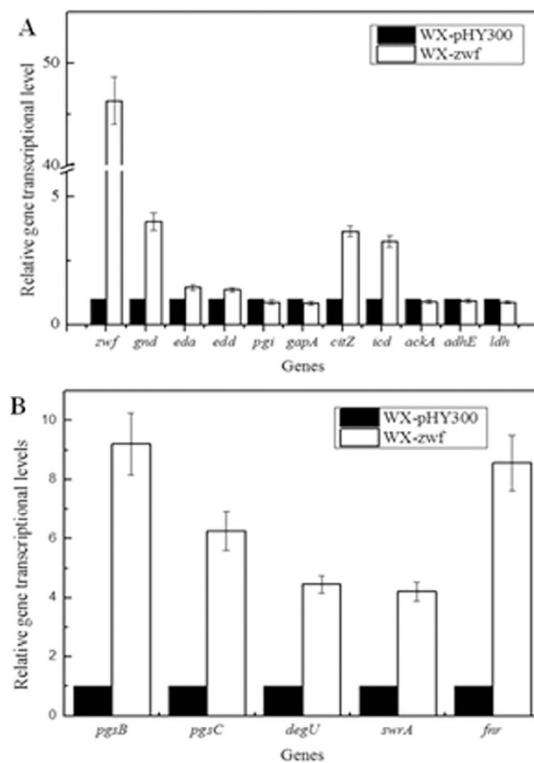 A
WX-pHY300
WX-zwf
Relative gene transcriptional level
50
40
5
0
zwf gnd eda edd pgi gapA citZ icd ackA adhE ldh
Genes
B
WX-pHY300
WX-zwf
Relative gene transcriptional levels
10
8
6
4
2
0
pgsB pgsC degU swrA fnr
Genes